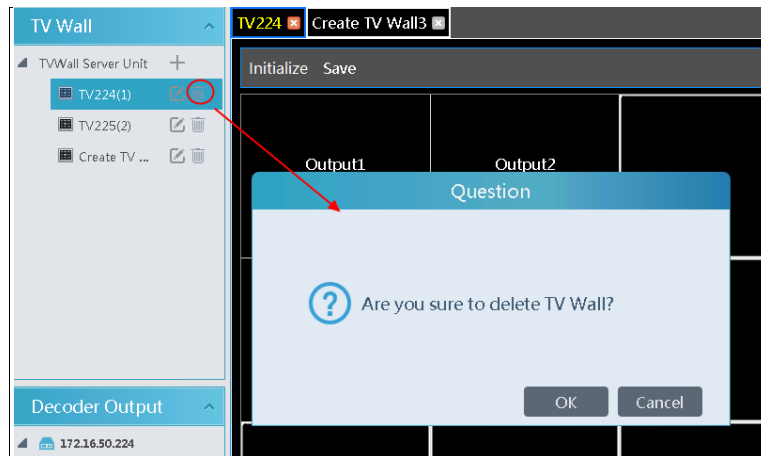 TV Wall
TVWall Server Unit
TV224(1)
TV225(2)
Create TV ...
Decoder Output
172.16.50.224
TV224 Create TV Wall3
Initialize Save
Output1 Output2
Question
Are you sure to delete TV Wall?
OK Cancel